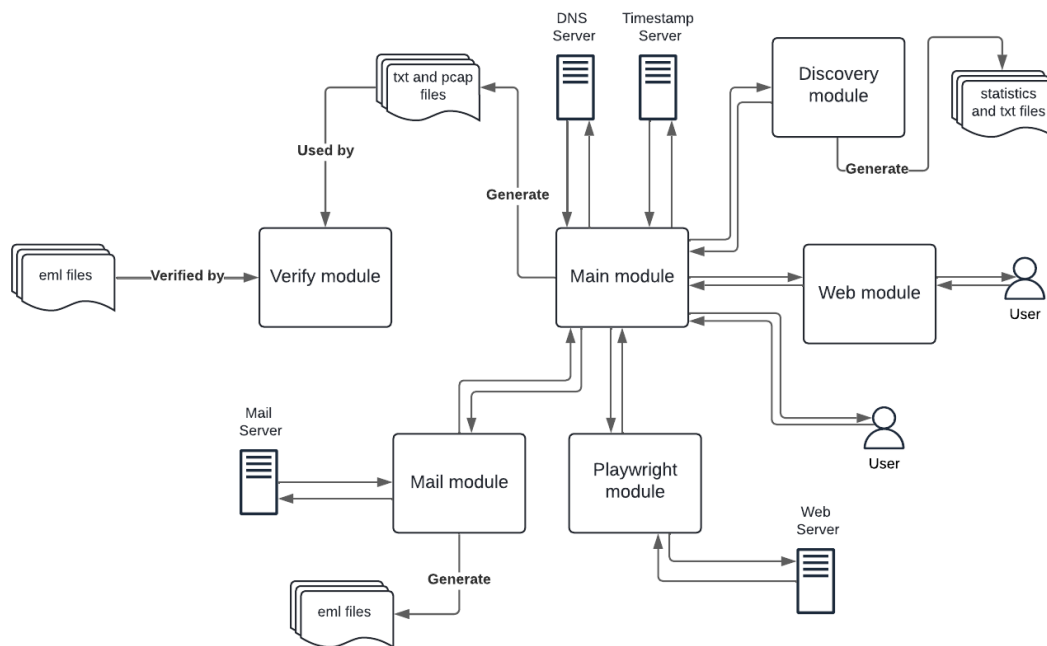 DNS
Server
Timestamp
Server
txt and pcap
files
Discovery
module
statistics
and txt files
Used by
Generate
Generate
eml files
Verified by
Verify module
Main module
Web module
User
Mail
Server
User
Mail module
Playwright
module
Web
Server
Generate
eml files